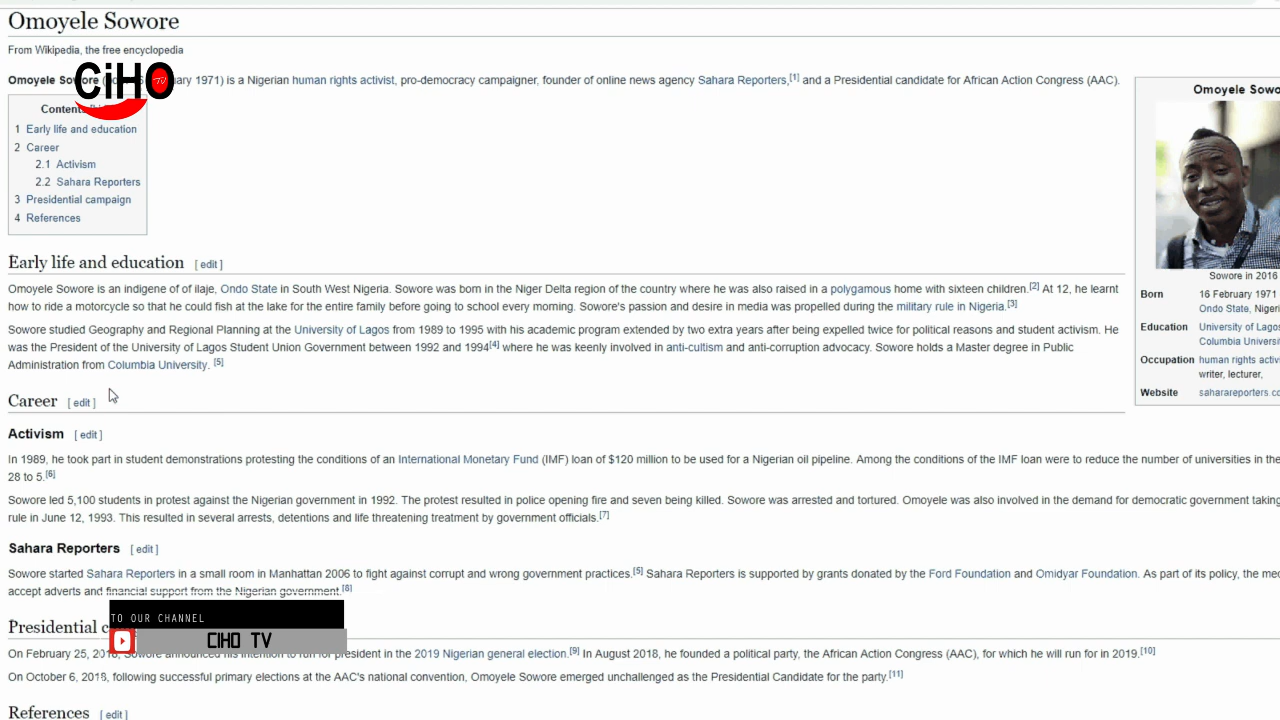 Omoyele Sowore
From Wikipedia, the free encyclopedia
Omoyele Sowore ary 1971) is a Nigerian human rights activist, pro-democracy campaigner, founder of online news agency Sahara Reporters,[1] and a Presidential candidate for African Action Congress (AAC).
CiHO TV
Contents
1 Early life and education
2 Career
2.1 Activism
2.2 Sahara Reporters
3 Presidential campaign
4 References
Omoyele Sowo
Sowore in 2016
Born 16 February 1971
Ondo State, Nigeri
Education University of Lagos
Columbia Universit
Occupation human rights activi
writer, lecturer,
Website saharareporters.co
Early life and education [ edit ]
Omoyele Sowore is an indigene of of ilaje, Ondo State in South West Nigeria. Sowore was born in the Niger Delta region of the country where he was also raised in a polygamous home with sixteen children.[2] At 12, he learnt
how to ride a motorcycle so that he could fish at the lake for the entire family before going to school every morning. Sowore's passion and desire in media was propelled during the military rule in Nigeria.[3]
Sowore studied Geography and Regional Planning at the University of Lagos from 1989 to 1995 with his academic program extended by two extra years after being expelled twice for political reasons and student activism. He
was the President of the University of Lagos Student Union Government between 1992 and 1994[4] where he was keenly involved in anti-cultism and anti-corruption advocacy. Sowore holds a Master degree in Public
Administration from Columbia University. [5]
Career [ edit ]
Activism [ edit ]
In 1989, he took part in student demonstrations protesting the conditions of an International Monetary Fund (IMF) loan of $120 million to be used for a Nigerian oil pipeline. Among the conditions of the IMF loan were to reduce the number of universities in the
28 to 5.[6]
Sowore led 5,100 students in protest against the Nigerian government in 1992. The protest resulted in police opening fire and seven being killed. Sowore was arrested and tortured. Omoyele was also involved in the demand for democratic government taking
rule in June 12, 1993. This resulted in several arrests, detentions and life threatening treatment by government officials.[7]
Sahara Reporters [ edit ]
Sowore started Sahara Reporters in a small room in Manhattan 2006 to fight against corrupt and wrong government practices.[5] Sahara Reporters is supported by grants donated by the Ford Foundation and Omidyar Foundation. As part of its policy, the med
accept adverts and financial support from the Nigerian government.[8]
TO OUR CHANNEL
CIHO TV
Presidential c
On February 25, 2018, Sowore announced his intention to run for president in the 2019 Nigerian general election.[9] In August 2018, he founded a political party, the African Action Congress (AAC), for which he will run for in 2019.[10]
On October 6, 2018, following successful primary elections at the AAC's national convention, Omoyele Sowore emerged unchallenged as the Presidential Candidate for the party.[11]
References [ edit ]